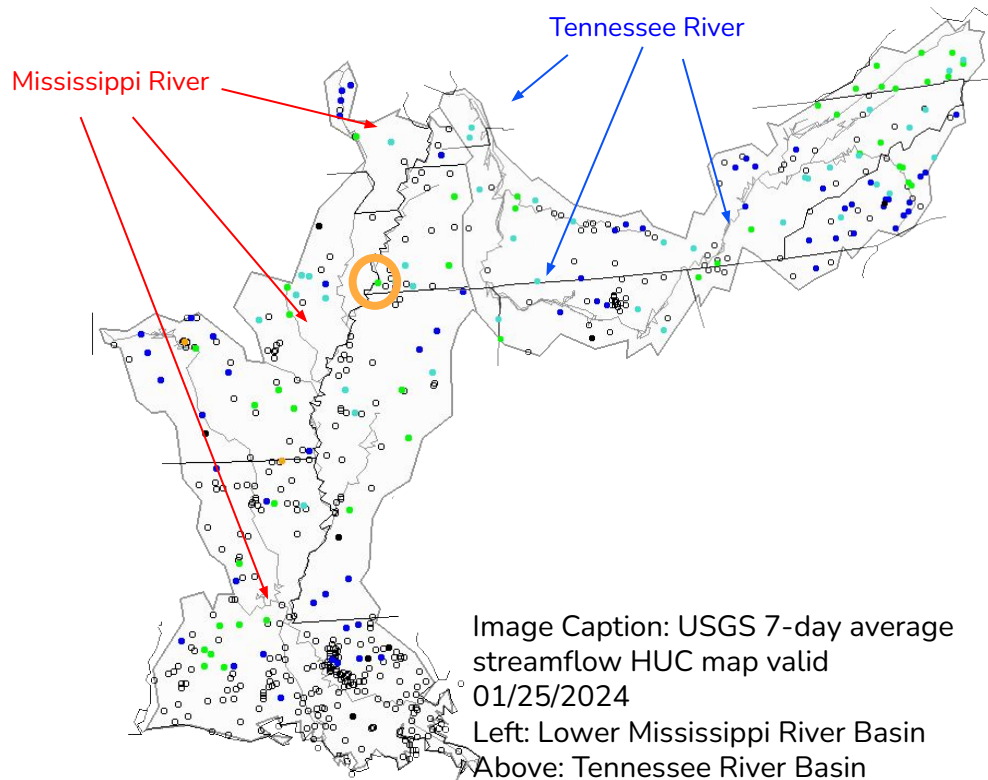 Tennessee River
Mississippi River
Image Caption: USGS 7-day average
streamflow HUC map valid
01/25/2024
Left: Lower Mississippi River Basin
Above: Tennessee River Basin